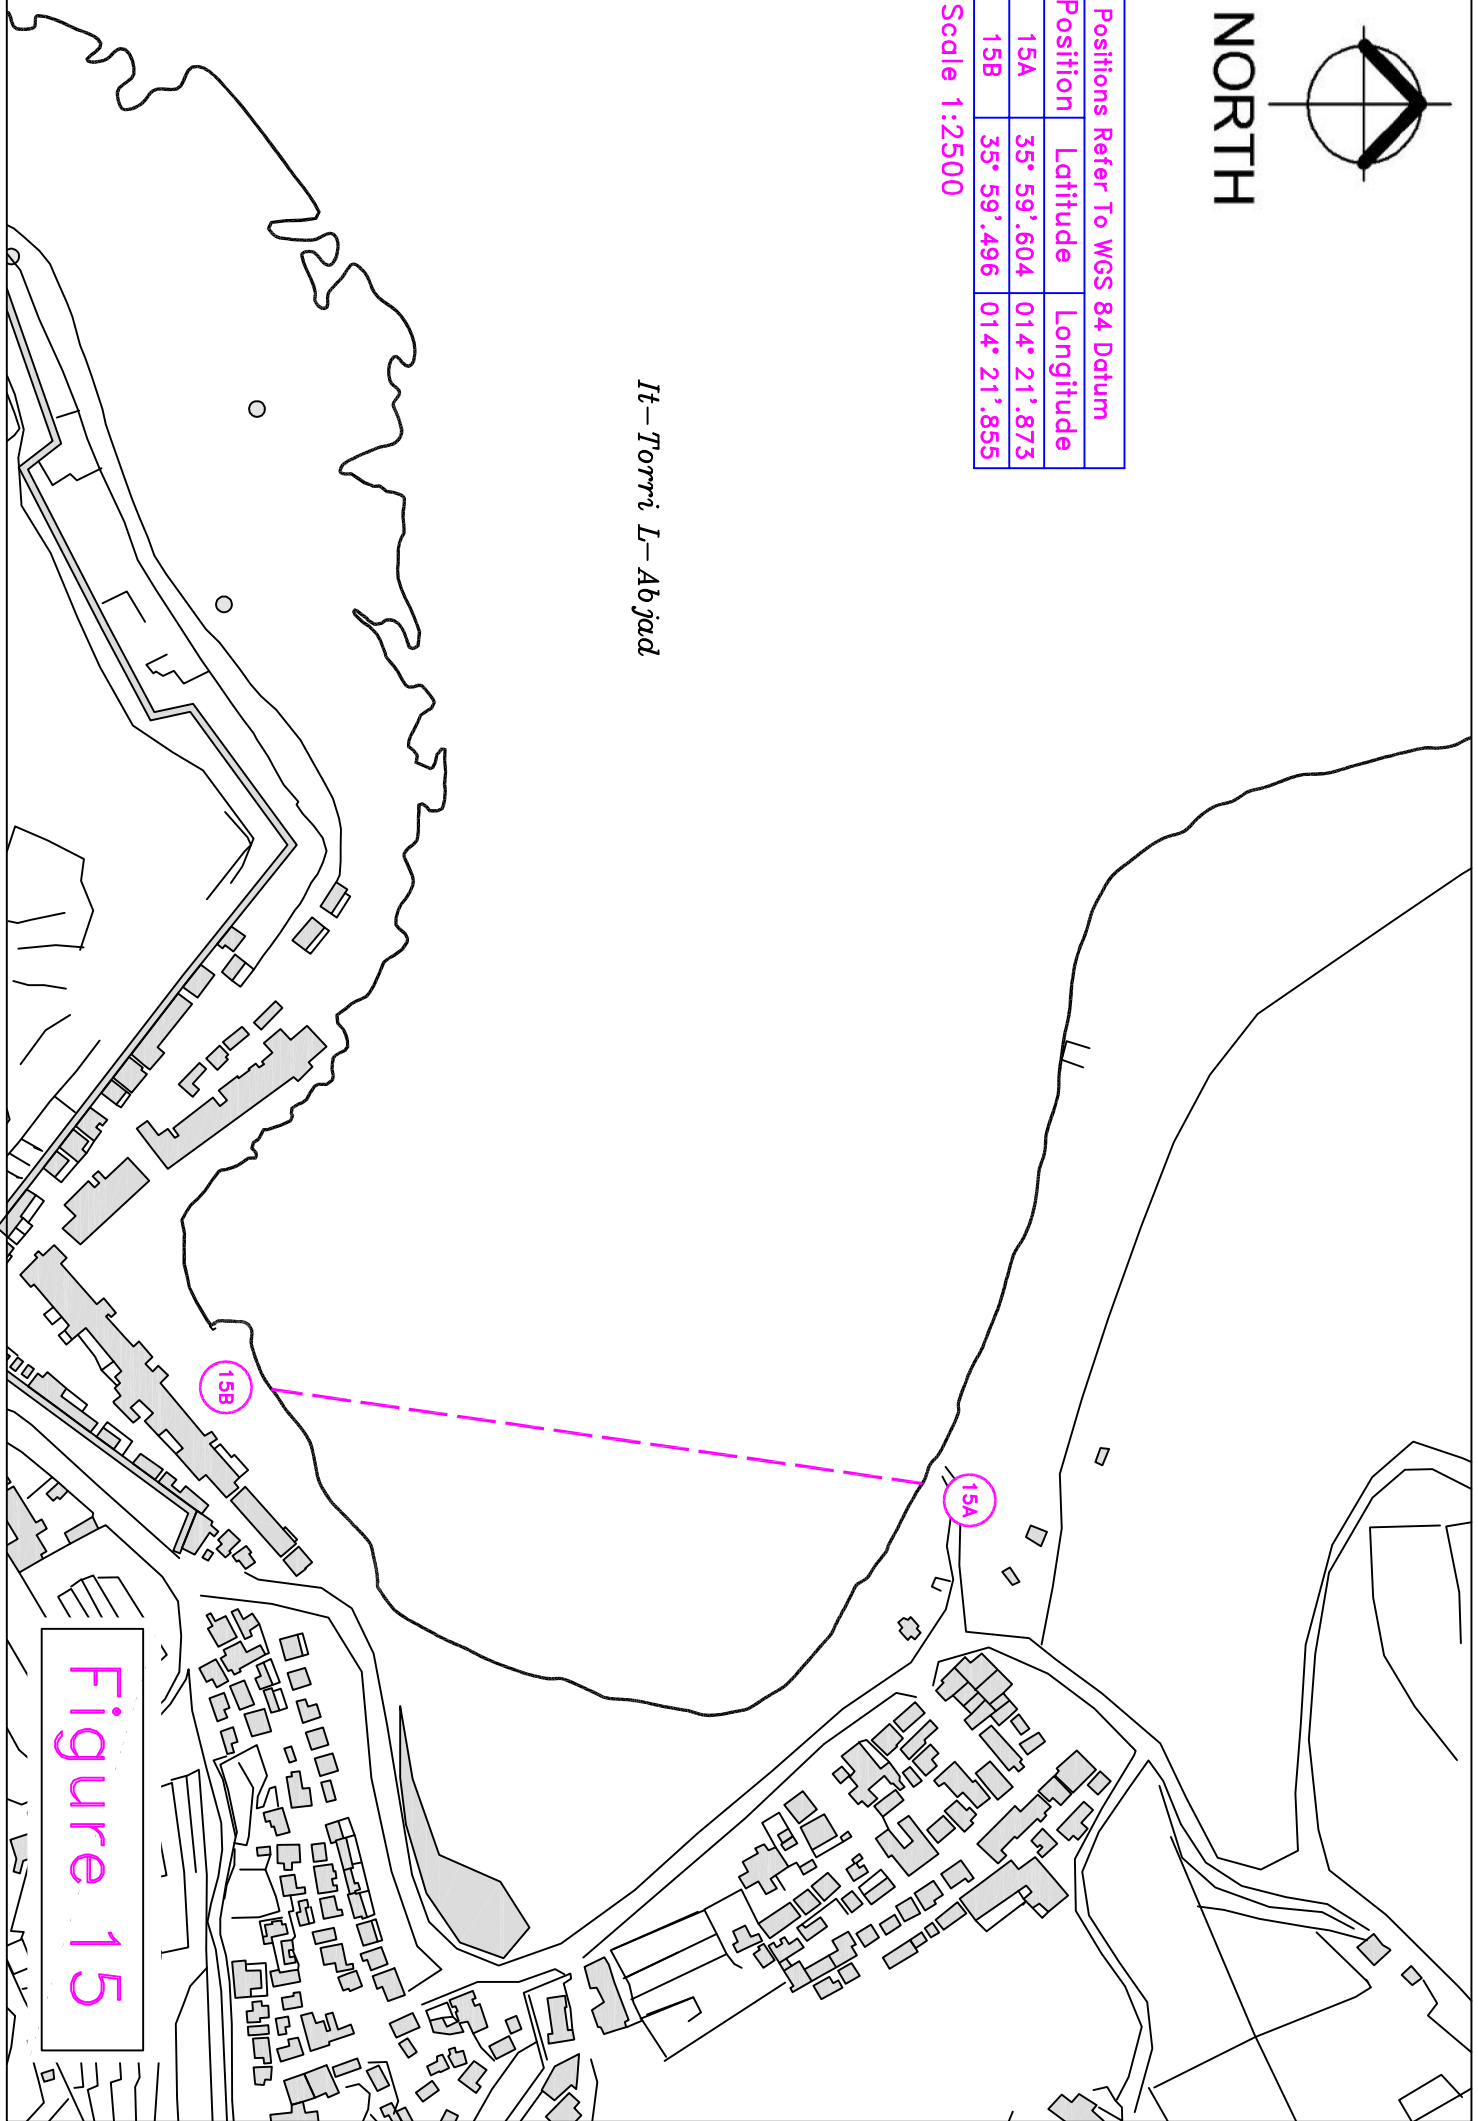 NORTH
Positions Refer To WGS 84 Datum
Position Latitude Longitude
15A 35° 59'.604 014° 21'.873
15B 35° 59'.496 014° 21'.855
Scale 1:2500
It-Torri L-Abjad
15A
15B
Figure 15